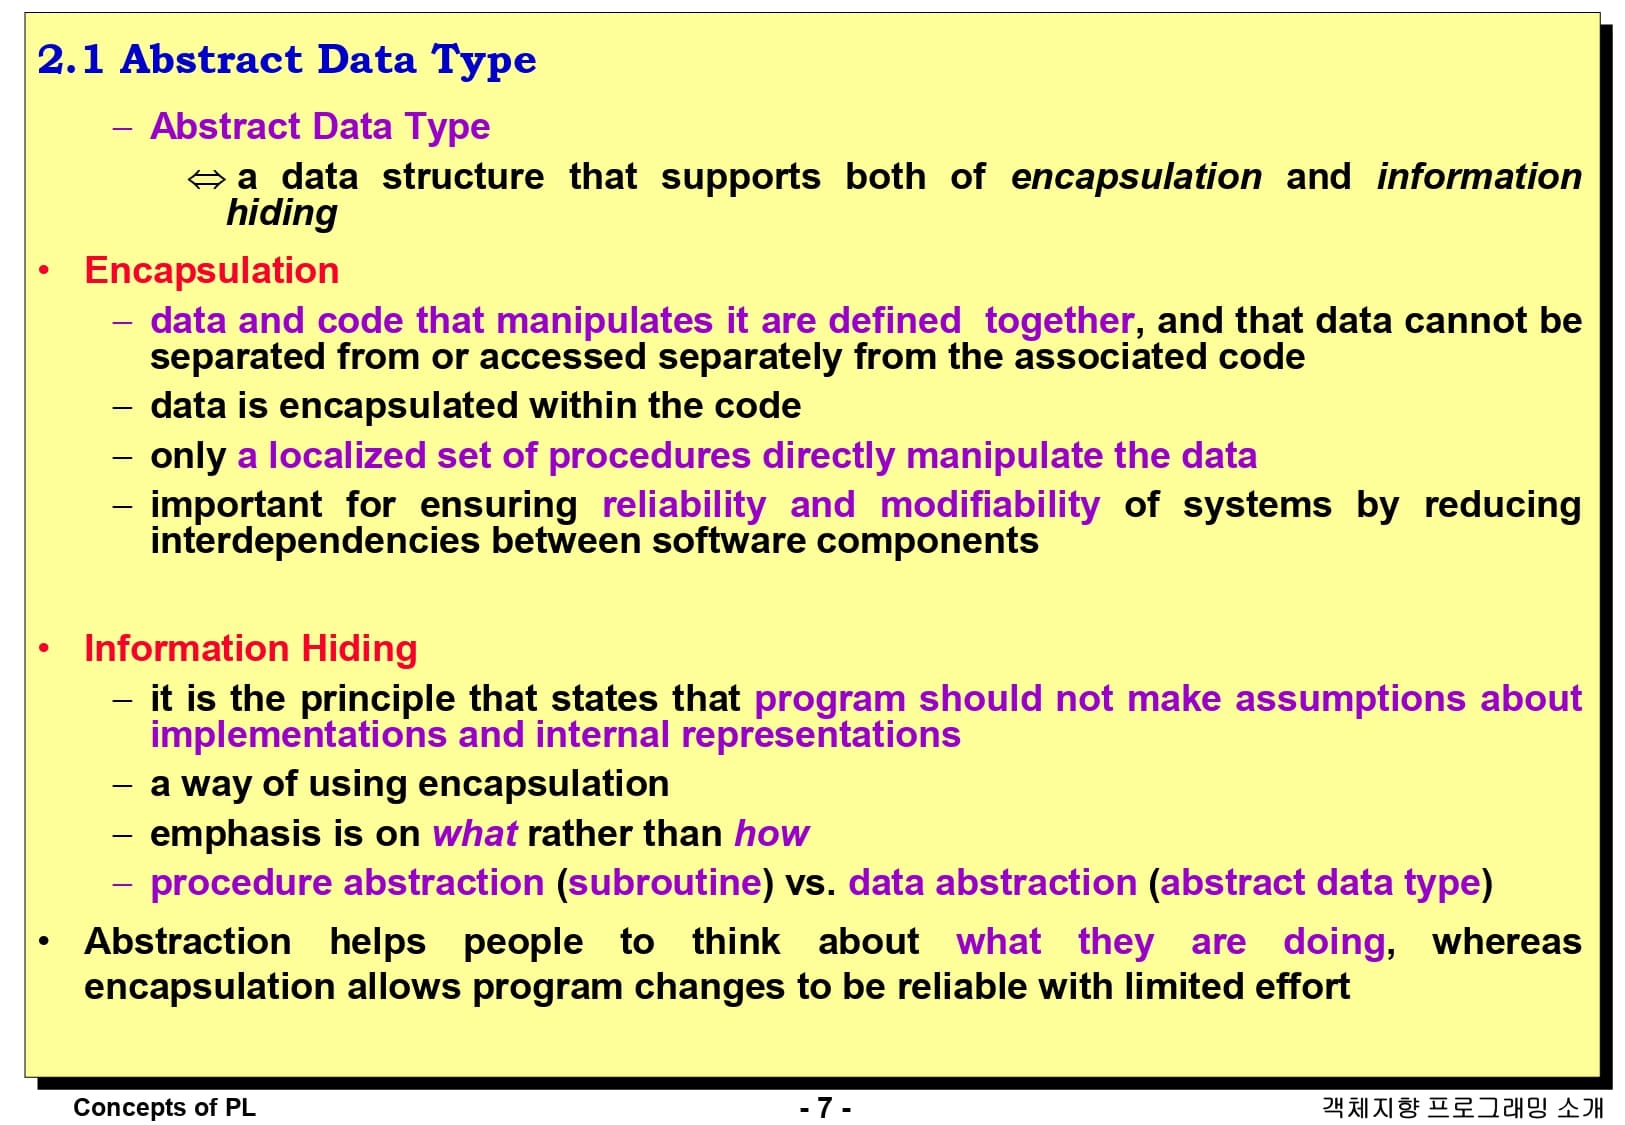 2.1 Abstract Data Type
– Abstract Data Type
⇔ a data structure that supports both of encapsulation and information
hiding
• Encapsulation
– data and code that manipulates it are defined  together, and that data cannot be
separated from or accessed separately from the associated code
– data is encapsulated within the code
– only a localized set of procedures directly manipulate the data
– important for ensuring reliability and modifiability of systems by reducing
interdependencies between software components
• Information Hiding
– it is the principle that states that program should not make assumptions about
implementations and internal representations
– a way of using encapsulation
– emphasis is on what rather than how
– procedure abstraction (subroutine) vs. data abstraction (abstract data type)
• Abstraction helps people to think about what they are doing, whereas
encapsulation allows program changes to be reliable with limited effort
Concepts of PL
- 7 -
객체지향 프로그래밍 소개